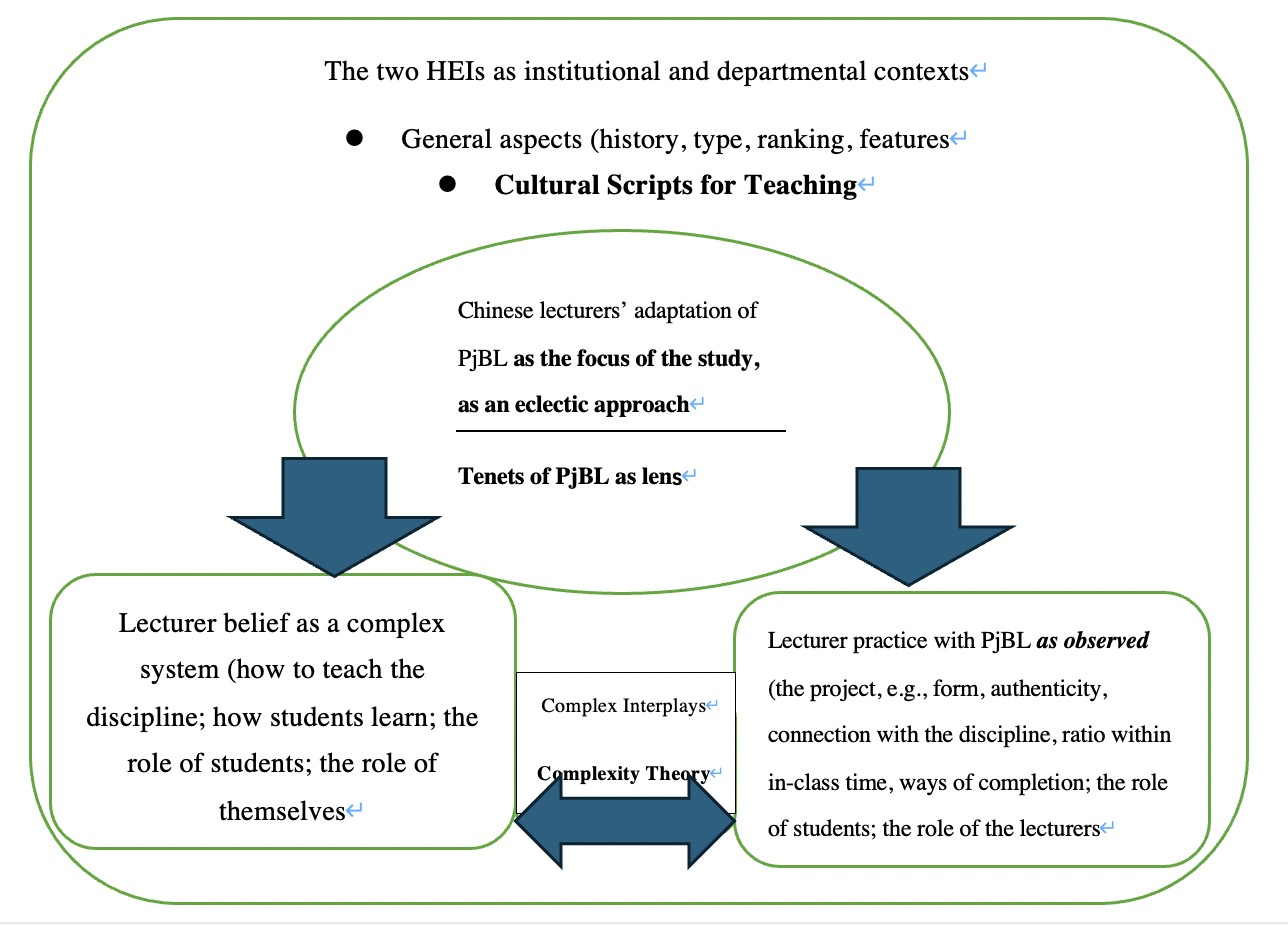 The two HEIs as institutional and departmental contexts↵
● General aspects (history, type, ranking, features↵
● Cultural Scripts for Teaching↵
Chinese lecturers’ adaptation of
PjBL as the focus of the study,
as an eclectic approach↵
Tenets of PjBL as lens↵
Lecturer belief as a complex
system (how to teach the
discipline; how students learn; the
role of students; the role of
themselves↵
Complex Interplays↵
Complexity Theory↵
Lecturer practice with PjBL as observed
(the project, e.g., form, authenticity,
connection with the discipline, ratio within
in-class time, ways of completion; the role
of students; the role of the lecturers↵